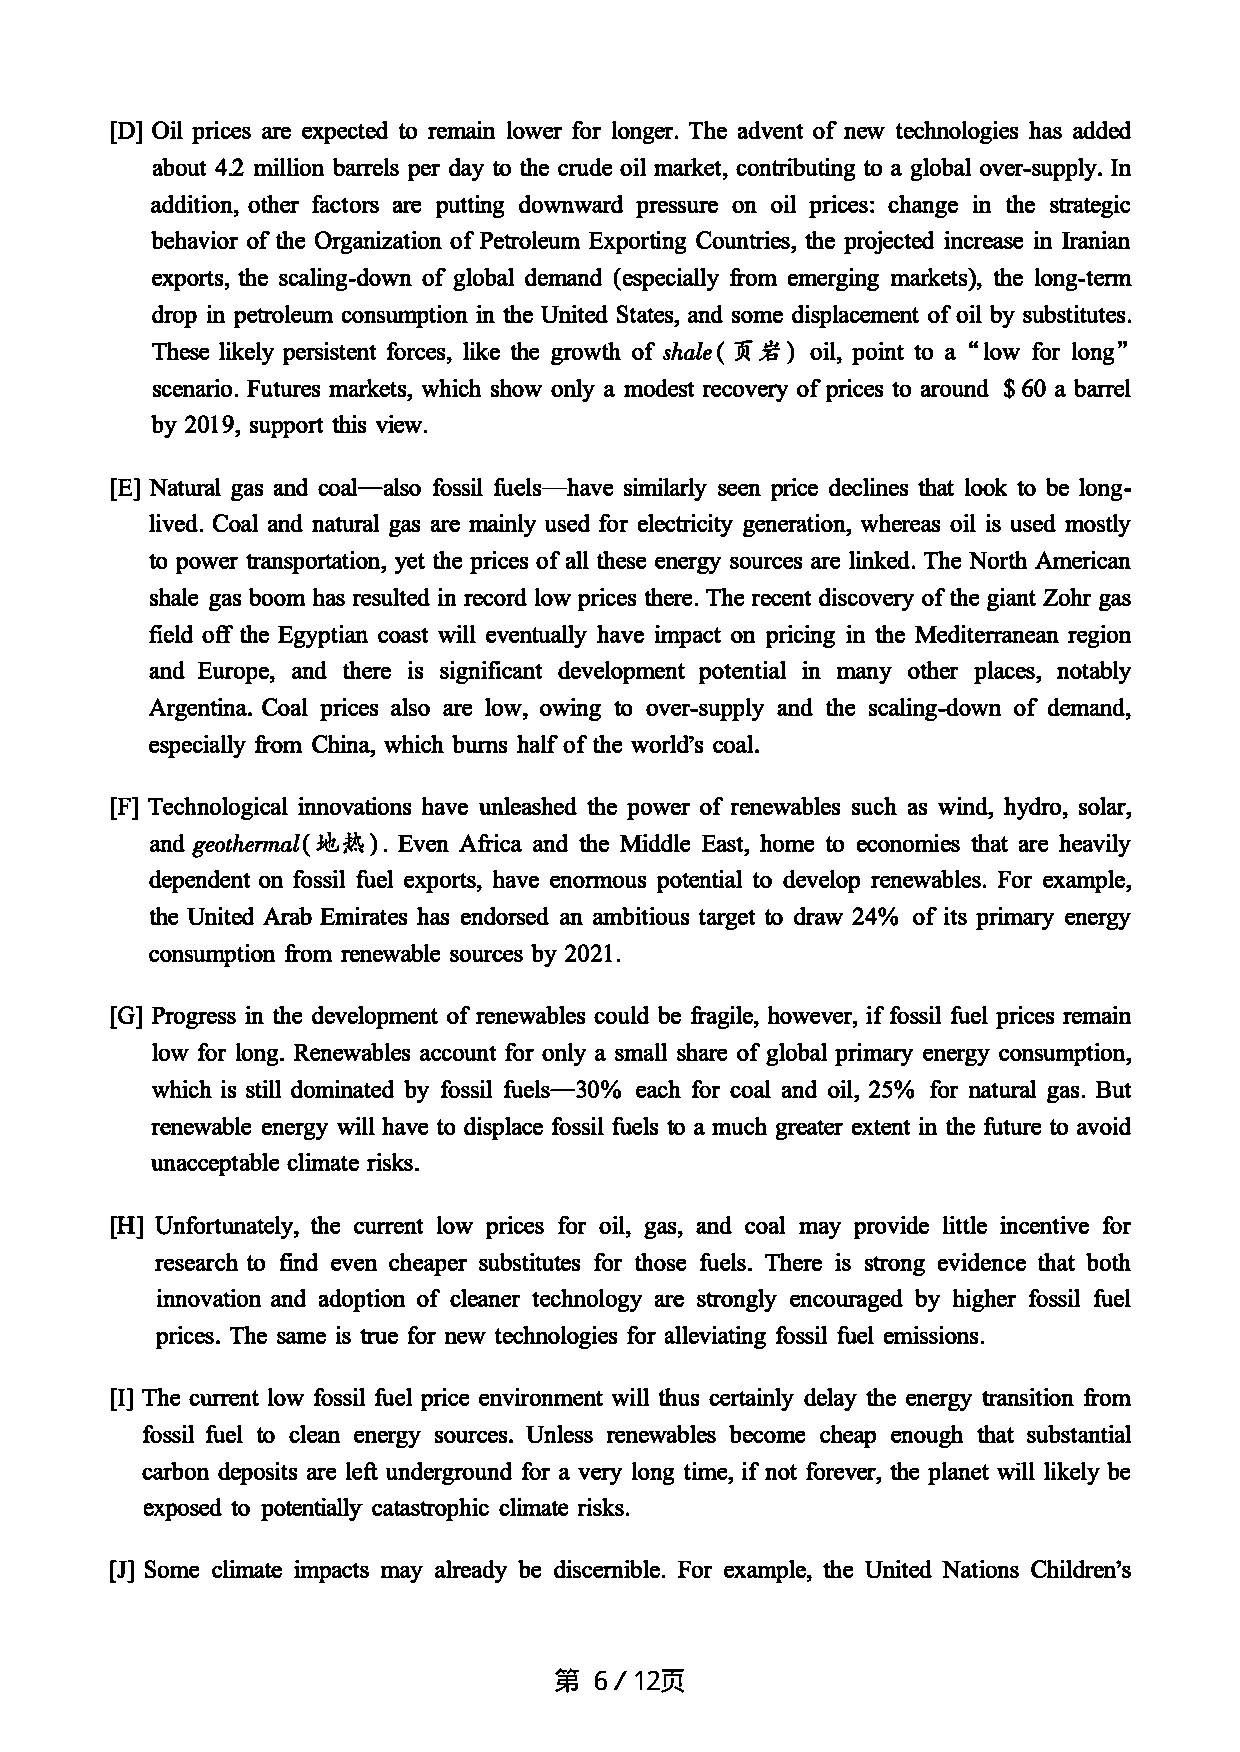 [D] Oil prices are expected to remain lower for longer. The advent of new technologies has added
about 4.2 million barrels per day to the crude oil market, contributing to a global over-supply. In
addition, other factors are putting downward pressure on oil prices: change in the strategic
behavior of the Organization of Petroleum Exporting Countries, the projected increase in Iranian
exports, the scaling-down of global demand (especially from emerging markets), the long-term
drop in petroleum consumption in the United States, and some displacement of oil by substitutes.
These likely persistent forces, like the growth of shale(页岩) oil, point to a “low for long”
scenario. Futures markets, which show only a modest recovery of prices to around $60 a barrel
by 2019, support this view.
[E] Natural gas and coal—also fossil fuels—have similarly seen price declines that look to be long-
lived. Coal and natural gas are mainly used for electricity generation, whereas oil is used mostly
to power transportation, yet the prices of all these energy sources are linked. The North American
shale gas boom has resulted in record low prices there. The recent discovery of the giant Zohr gas
field off the Egyptian coast will eventually have impact on pricing in the Mediterranean region
and Europe, and there is significant development potential in many other places, notably
Argentina. Coal prices also are low, owing to over-supply and the scaling-down of demand,
especially from China, which burns half of the world’s coal.
[F] Technological innovations have unleashed the power of renewables such as wind, hydro, solar,
and geothermal(地热). Even Africa and the Middle East, home to economies that are heavily
dependent on fossil fuel exports, have enormous potential to develop renewables. For example,
the United Arab Emirates has endorsed an ambitious target to draw 24% of its primary energy
consumption from renewable sources by 2021.
[G] Progress in the development of renewables could be fragile, however, if fossil fuel prices remain
low for long. Renewables account for only a small share of global primary energy consumption,
which is still dominated by fossil fuels—30% each for coal and oil, 25% for natural gas. But
renewable energy will have to displace fossil fuels to a much greater extent in the future to avoid
unacceptable climate risks.
[H] Unfortunately, the current low prices for oil, gas, and coal may provide little incentive for
research to find even cheaper substitutes for those fuels. There is strong evidence that both
innovation and adoption of cleaner technology are strongly encouraged by higher fossil fuel
prices. The same is true for new technologies for alleviating fossil fuel emissions.
[I] The current low fossil fuel price environment will thus certainly delay the energy transition from
fossil fuel to clean energy sources. Unless renewables become cheap enough that substantial
carbon deposits are left underground for a very long time, if not forever, the planet will likely be
exposed to potentially catastrophic climate risks.
[J] Some climate impacts may already be discernible. For example, the United Nations Children’s
第 6 / 12页